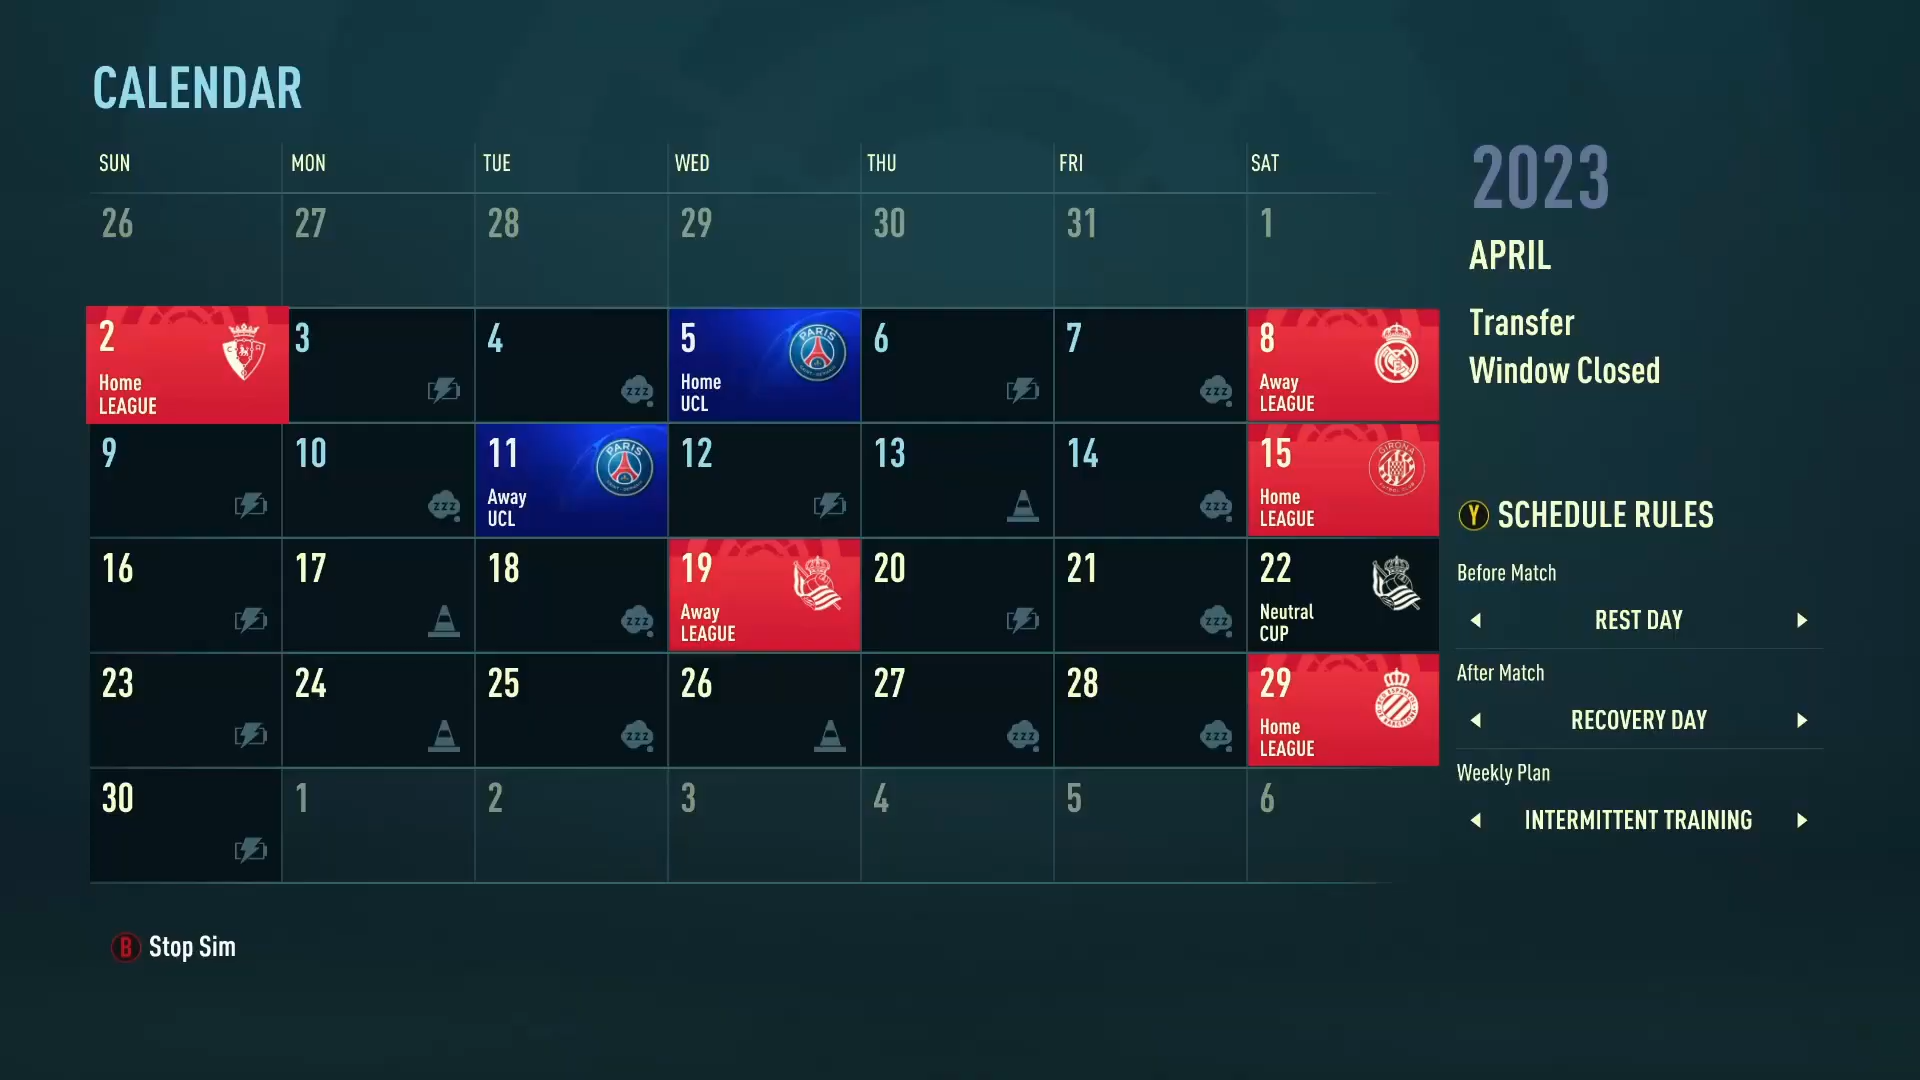 CALENDAR
SUN MON TUE WED THU FRI SAT
26 27 28 29 30 31 1
2 3 4 5 6 7 8
Home Home Away
LEAGUE UCL LEAGUE
9 10 11 12 13 14 15
Away Home
UCL LEAGUE
16 17 18 19 20 21 22
Away Neutral
LEAGUE CUP
23 24 25 26 27 28 29
Home
LEAGUE
30 1 2 3 4 5 6
2023
APRIL
Transfer
Window Closed
Y SCHEDULE RULES
Before Match
REST DAY
After Match
RECOVERY DAY
Weekly Plan
INTERMITTENT TRAINING
B Stop Sim